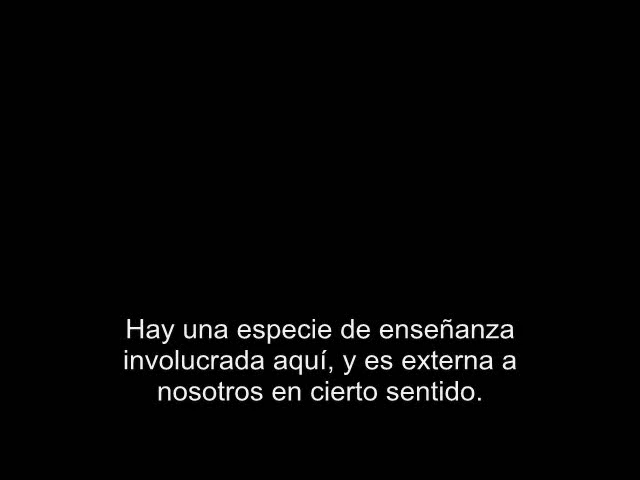 Hay una especie de enseñanza
involucrada aquí, y es externa a
nosotros en cierto sentido.